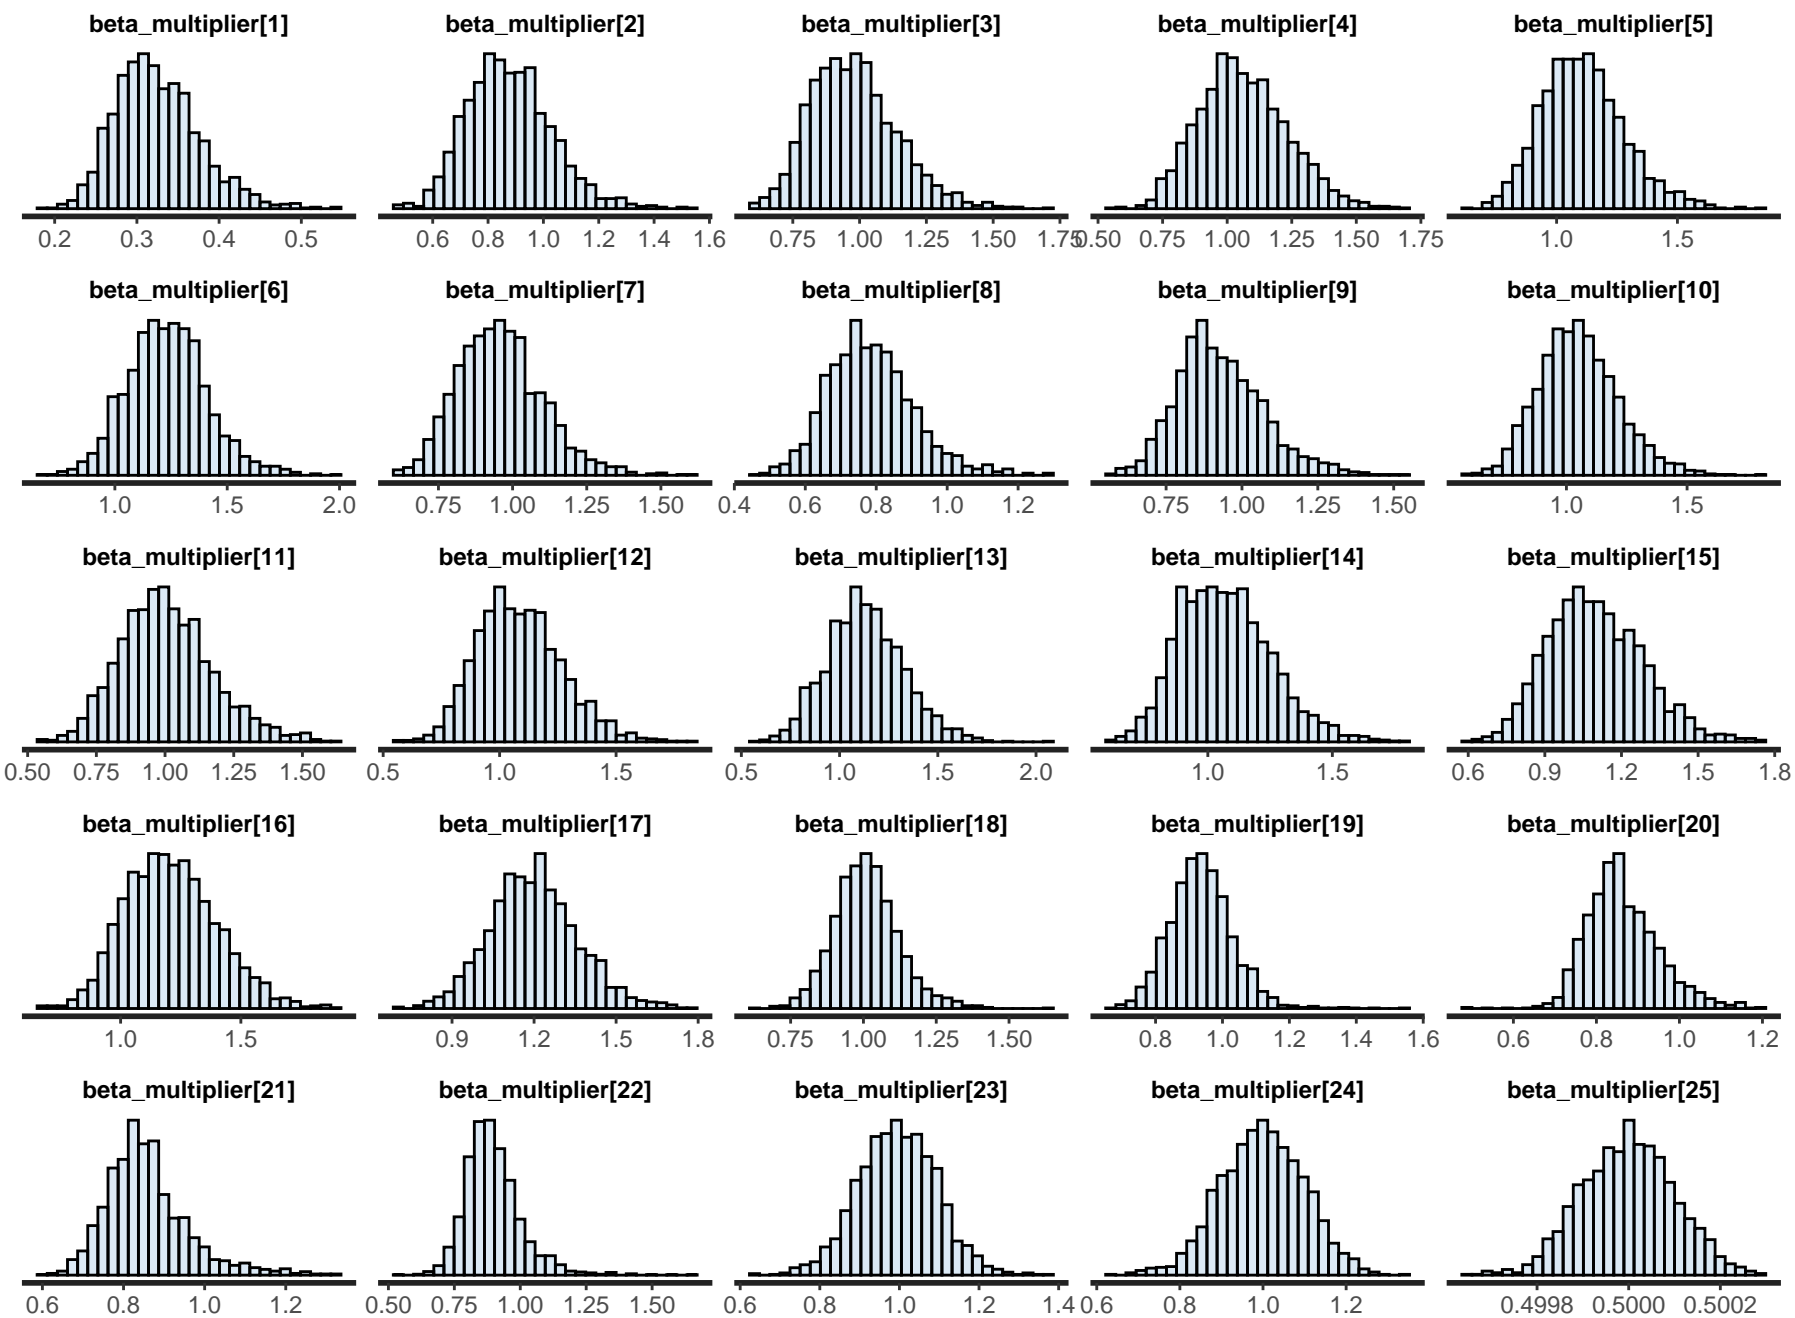 beta_multiplier[1] beta_multiplier[2] beta_multiplier[3] beta_multiplier[4] beta_multiplier[5]
0.2 0.3 0.4 0.5 0.6 0.8 1.0 1.2 1.4 1.6 0.75 1.00 1.25 1.50 1.75 0.50 0.75 1.00 1.25 1.50 1.75 1.0 1.5
beta_multiplier[6] beta_multiplier[7] beta_multiplier[8] beta_multiplier[9] beta_multiplier[10]
1.0 1.5 2.0 0.75 1.00 1.25 1.50 0.4 0.6 0.8 1.0 1.2 0.75 1.00 1.25 1.50 1.0 1.5
beta_multiplier[11] beta_multiplier[12] beta_multiplier[13] beta_multiplier[14] beta_multiplier[15]
0.50 0.75 1.00 1.25 1.50 0.5 1.0 1.5 0.5 1.0 1.5 2.0 1.0 1.5 0.6 0.9 1.2 1.5 1.8
beta_multiplier[16] beta_multiplier[17] beta_multiplier[18] beta_multiplier[19] beta_multiplier[20]
1.0 1.5 0.9 1.2 1.5 1.8 0.75 1.00 1.25 1.50 0.8 1.0 1.2 1.4 1.6 0.6 0.8 1.0 1.2
beta_multiplier[21] beta_multiplier[22] beta_multiplier[23] beta_multiplier[24] beta_multiplier[25]
0.6 0.8 1.0 1.2 0.50 0.75 1.00 1.25 1.50 0.6 0.8 1.0 1.2 1.4 0.6 0.8 1.0 1.2 0.4998 0.5000 0.5002